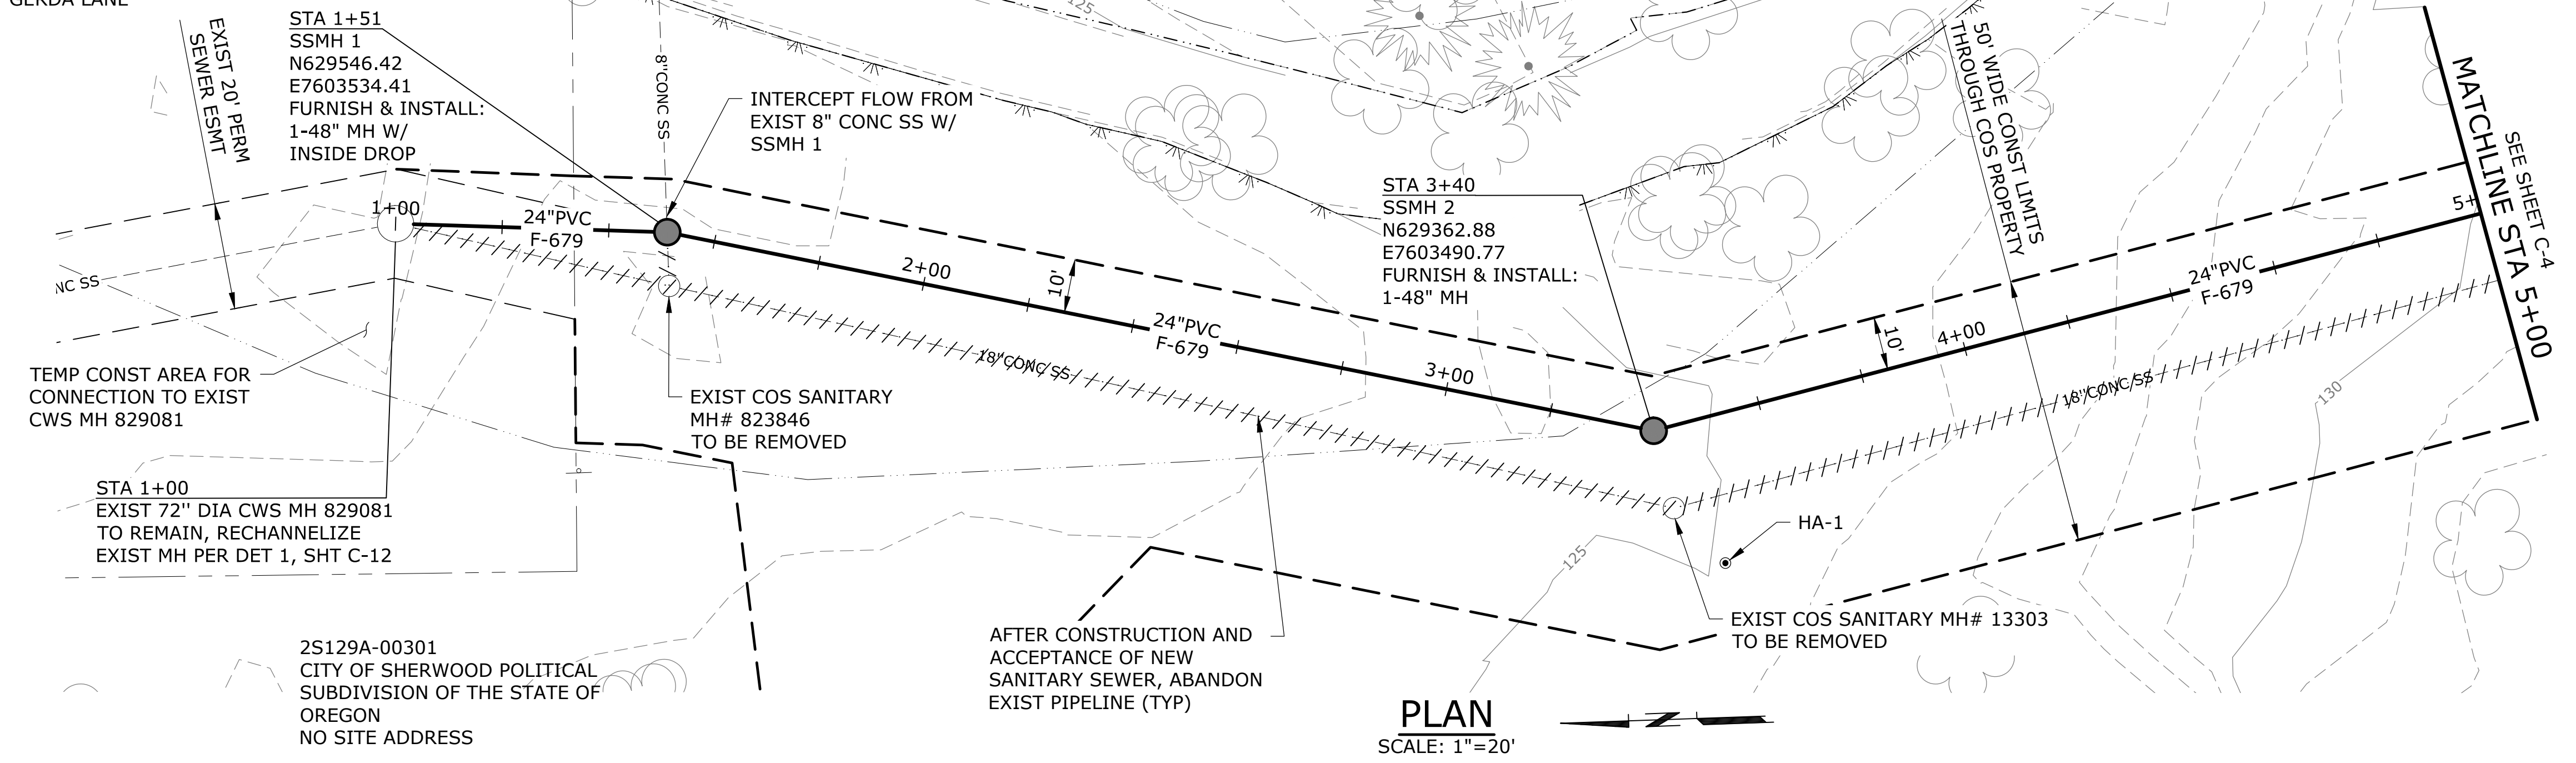 GERDA LANE
EXIST 20' PERM
SEWER ESMT
STA 1+51
SSMH 1
N629546.42
E7603534.41
FURNISH & INSTALL:
1-48" MH W/
INSIDE DROP
8"CONC SS
INTERCEPT FLOW FROM
EXIST 8" CONC SS W/
SSMH 1
125
STA 3+40
SSMH 2
N629362.88
E7603490.77
FURNISH & INSTALL:
1-48" MH
50' WIDE CONST LIMITS
THROUGH COS PROPERTY
MATCHLINE STA 5+00
SEE SHEET C-4
1+00
24"PVC
F-679
2+00
10'
24"PVC
F-679
3+00
10'
4+00
24"PVC
F-679
5+
NC SS
18"CONC SS
18"CONC SS
130
TEMP CONST AREA FOR
CONNECTION TO EXIST
CWS MH 829081
EXIST COS SANITARY
MH# 823846
TO BE REMOVED
STA 1+00
EXIST 72'' DIA CWS MH 829081
TO REMAIN, RECHANNELIZE
EXIST MH PER DET 1, SHT C-12
HA-1
125
EXIST COS SANITARY MH# 13303
TO BE REMOVED
AFTER CONSTRUCTION AND
ACCEPTANCE OF NEW
SANITARY SEWER, ABANDON
EXIST PIPELINE (TYP)
2S129A-00301
CITY OF SHERWOOD POLITICAL
SUBDIVISION OF THE STATE OF
OREGON
NO SITE ADDRESS
PLAN
SCALE: 1"=20'
N